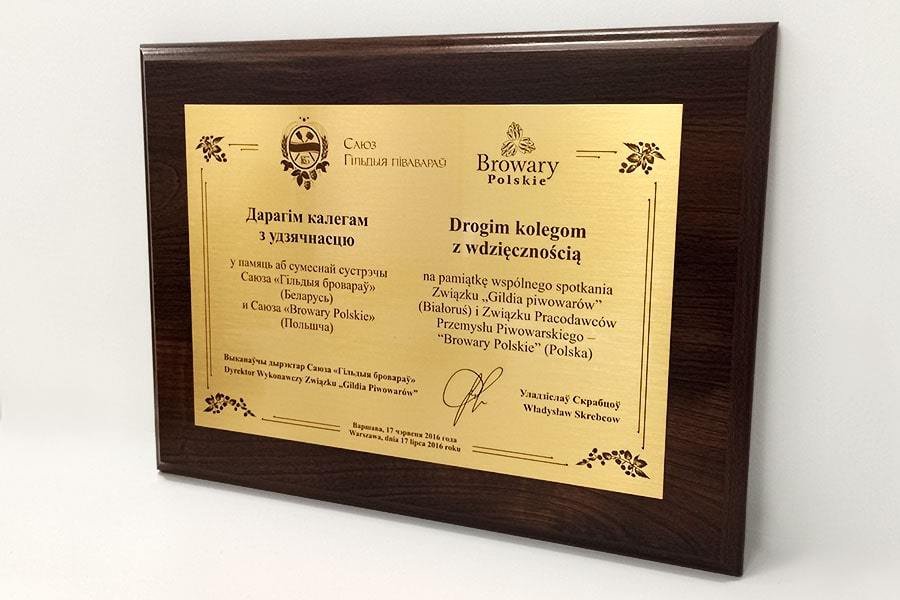 Саюз
Гільдыя піавараў
Browary
Polskie
Дарагім калегам
з удзячнасцю
у памяць аб сумеснай сустрэчы
Саюза «Гільдыя бровараў»
(Беларусь)
и Саюза «Browary Polskie»
(Польшча)
Drogim kolegom
z wdzięcznością
na pamiątkę wspólnego spotkania
Związku „Gildia piwowarów”
(Białoruś) i Związku Pracodawców
Przemysłu Piwowarskiego –
“Browary Polskie” (Polska)
Выканаўчы дырэктар Саюза «Гільдыя бровараў»
Dyrektor Wykonawczy Związku „Gildia Piwowarów”
Уладзіслаў Скрабцоў
Władysław Skrebcow
Варшава, 17 чэрвеня 2016 года
Warszawa, dnia 17 lipca 2016 roku